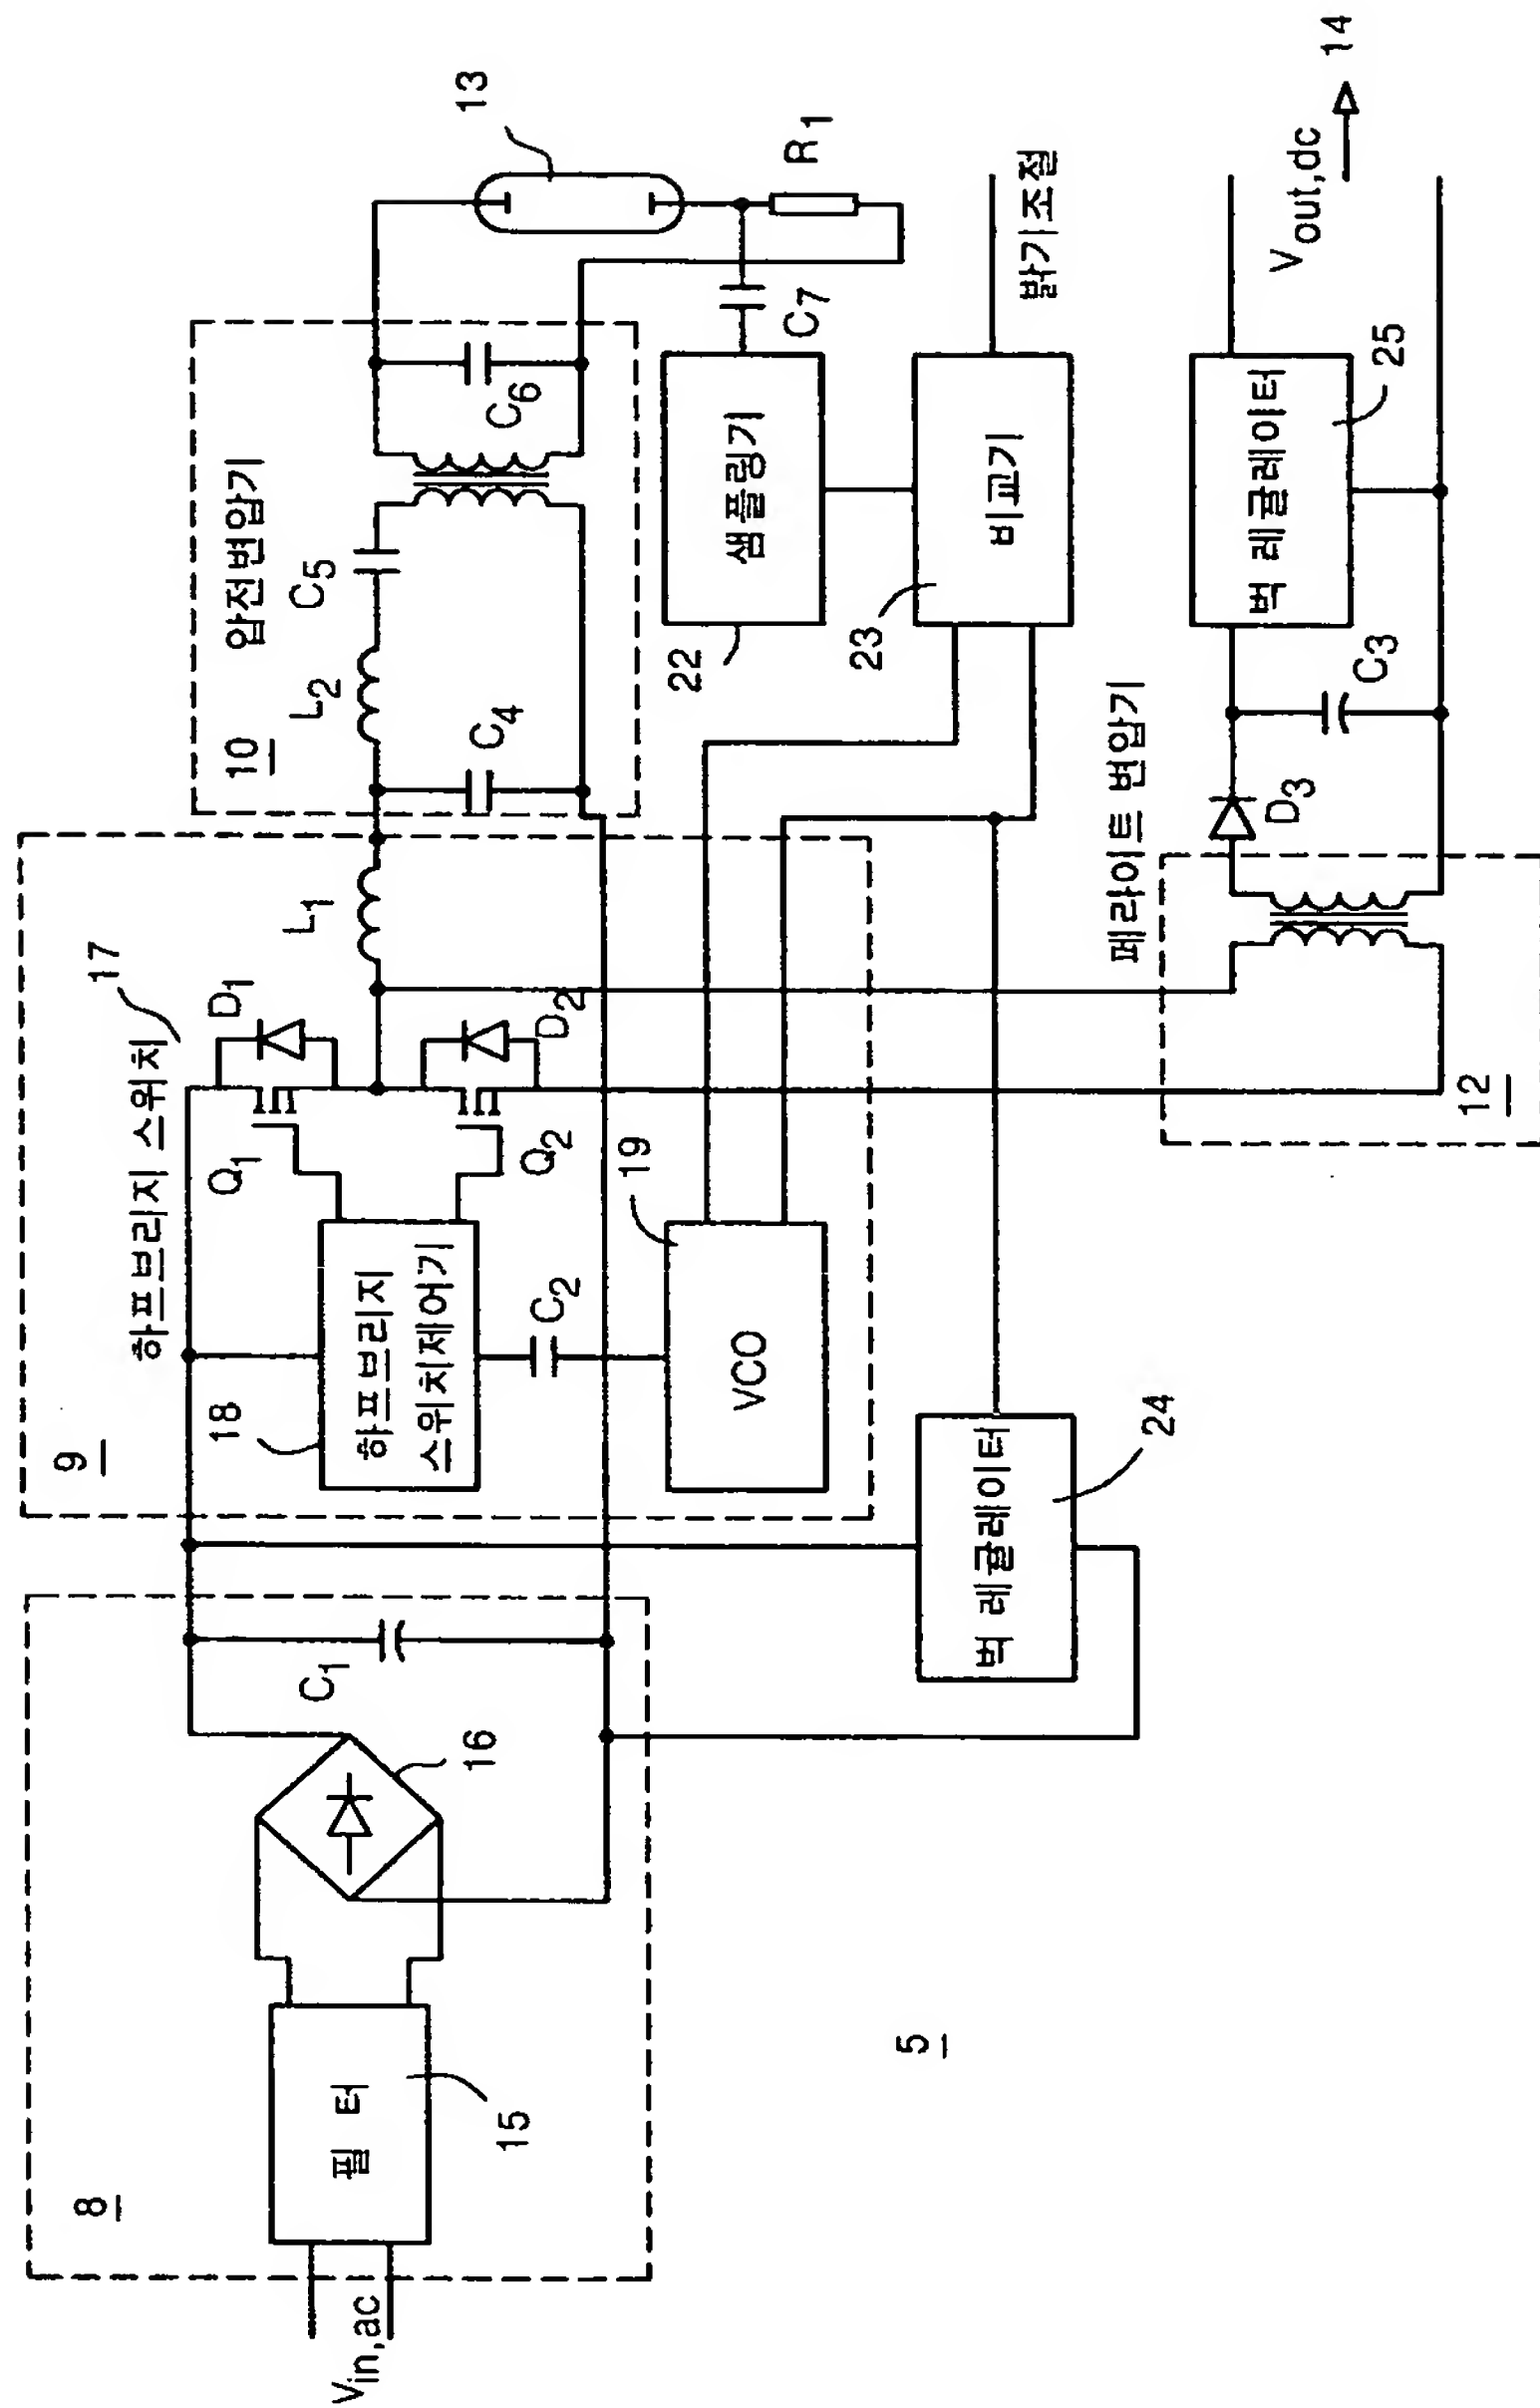 V in,ac
8
필 터
15
16
C1
9
하프브리지 스위치
17
18
하프브리지
스위치제어기
Q1
D1
Q2
D2
C2
19
VCO
L1
10
압전변압기
L2
C4
C5
C6
13
R1
C7
22
샘플링기
23
비교기
밝기조절
24
벅 레귤레이터
5
페라이트 변압기
12
D3
C3
벅 레귤레이터
25
V out,dc
14